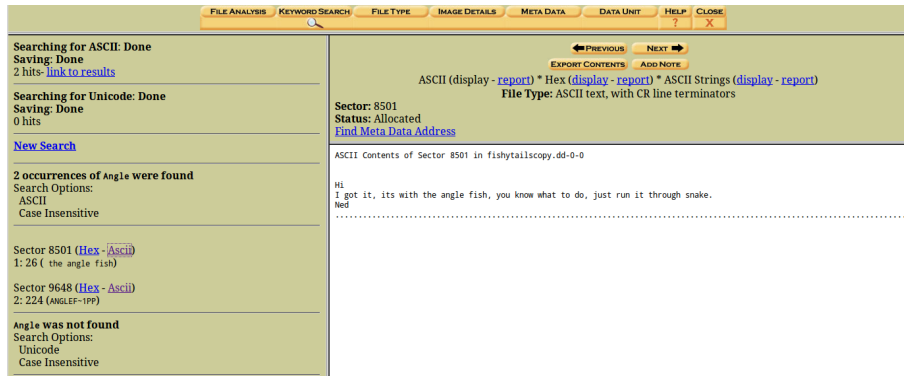 FILE ANALYSIS KEYWORD SEARCH FILE TYPE IMAGE DETAILS META DATA DATA UNIT HELP CLOSE
? X
Searching for ASCII: Done
Saving: Done
2 hits- link to results
Searching for Unicode: Done
Saving: Done
0 hits
New Search
2 occurrences of Angle were found
Search Options:
ASCII
Case Insensitive
Sector 8501 (Hex - Ascii)
1: 26 ( the angle fish)
Sector 9648 (Hex - Ascii)
2: 224 (ANGLEF~1PP)
Angle was not found
Search Options:
Unicode
Case Insensitive
PREVIOUS NEXT
EXPORT CONTENTS ADD NOTE
ASCII (display - report) * Hex (display - report) * ASCII Strings (display - report)
File Type: ASCII text, with CR line terminators
Sector: 8501
Status: Allocated
Find Meta Data Address
ASCII Contents of Sector 8501 in fishytailscopy.dd-0-0
Hi
I got it, its with the angle fish, you know what to do, just run it through snake.
Ned